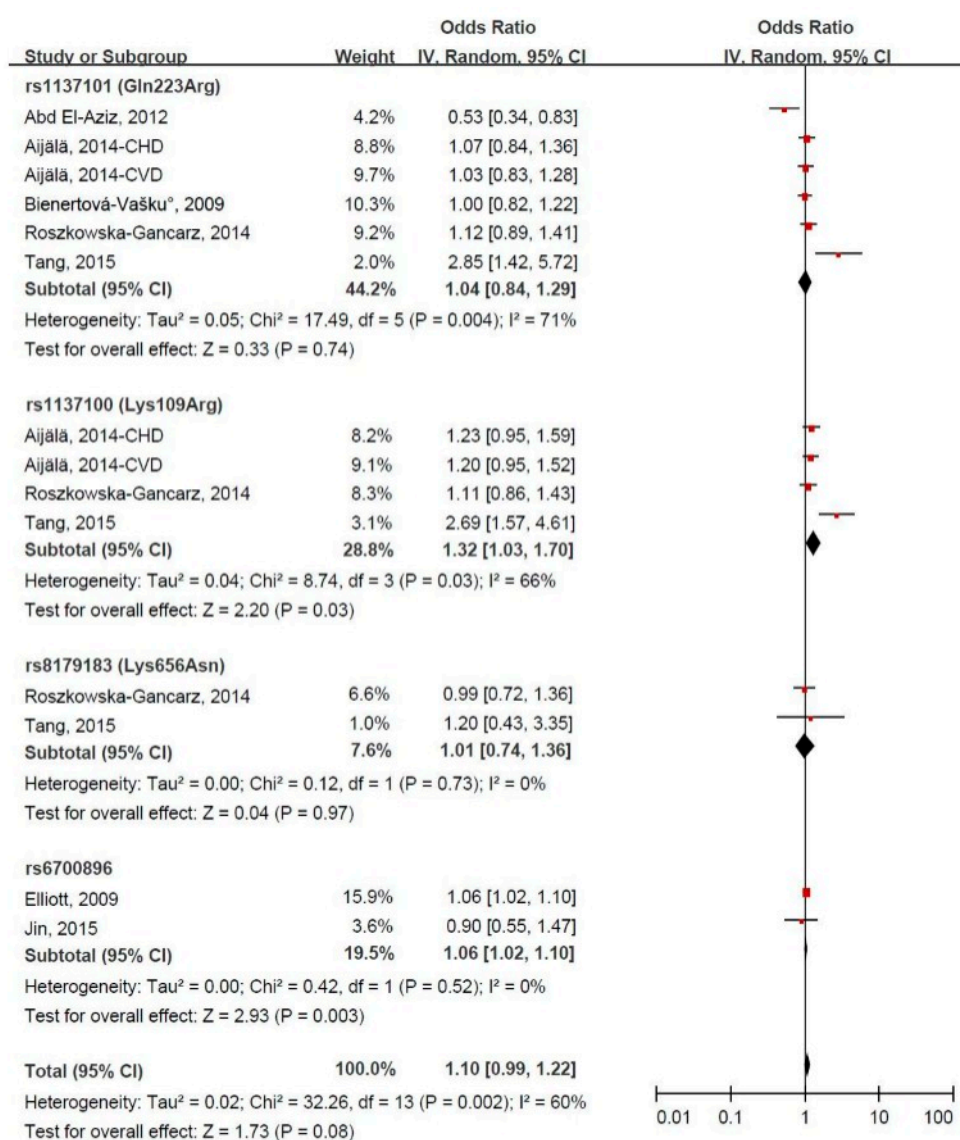 Odds Ratio Odds Ratio
Study or Subgroup Weight IV, Random, 95% CI IV, Random, 95% CI
rs1137101 (Gln223Arg)
Abd El-Aziz, 2012 4.2% 0.53 [0.34, 0.83]
Aijälä, 2014-CHD 8.8% 1.07 [0.84, 1.36]
Aijälä, 2014-CVD 9.7% 1.03 [0.83, 1.28]
Bienertová-Vašku°, 2009 10.3% 1.00 [0.82, 1.22]
Roszkowska-Gancarz, 2014 9.2% 1.12 [0.89, 1.41]
Tang, 2015 2.0% 2.85 [1.42, 5.72]
Subtotal (95% CI) 44.2% 1.04 [0.84, 1.29]
Heterogeneity: Tau² = 0.05; Chi² = 17.49, df = 5 (P = 0.004); I² = 71%
Test for overall effect: Z = 0.33 (P = 0.74)
rs1137100 (Lys109Arg)
Aijälä, 2014-CHD 8.2% 1.23 [0.95, 1.59]
Aijälä, 2014-CVD 9.1% 1.20 [0.95, 1.52]
Roszkowska-Gancarz, 2014 8.3% 1.11 [0.86, 1.43]
Tang, 2015 3.1% 2.69 [1.57, 4.61]
Subtotal (95% CI) 28.8% 1.32 [1.03, 1.70]
Heterogeneity: Tau² = 0.04; Chi² = 8.74, df = 3 (P = 0.03); I² = 66%
Test for overall effect: Z = 2.20 (P = 0.03)
rs8179183 (Lys656Asn)
Roszkowska-Gancarz, 2014 6.6% 0.99 [0.72, 1.36]
Tang, 2015 1.0% 1.20 [0.43, 3.35]
Subtotal (95% CI) 7.6% 1.01 [0.74, 1.36]
Heterogeneity: Tau² = 0.00; Chi² = 0.12, df = 1 (P = 0.73); I² = 0%
Test for overall effect: Z = 0.04 (P = 0.97)
rs6700896
Elliott, 2009 15.9% 1.06 [1.02, 1.10]
Jin, 2015 3.6% 0.90 [0.55, 1.47]
Subtotal (95% CI) 19.5% 1.06 [1.02, 1.10]
Heterogeneity: Tau² = 0.00; Chi² = 0.42, df = 1 (P = 0.52); I² = 0%
Test for overall effect: Z = 2.93 (P = 0.003)
Total (95% CI) 100.0% 1.10 [0.99, 1.22]
Heterogeneity: Tau² = 0.02; Chi² = 32.26, df = 13 (P = 0.002); I² = 60%
Test for overall effect: Z = 1.73 (P = 0.08)
0.01 0.1 1 10 100